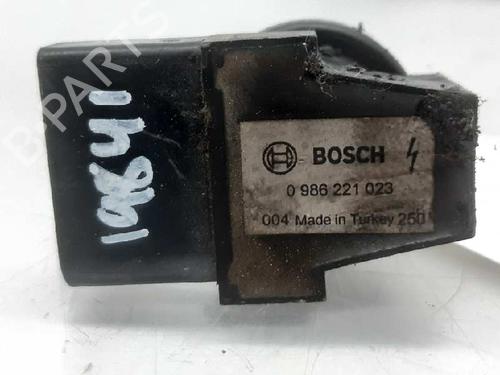 BOSCH
0 986 221 023
004 Made in Turkey 250
19841
B-PARTS